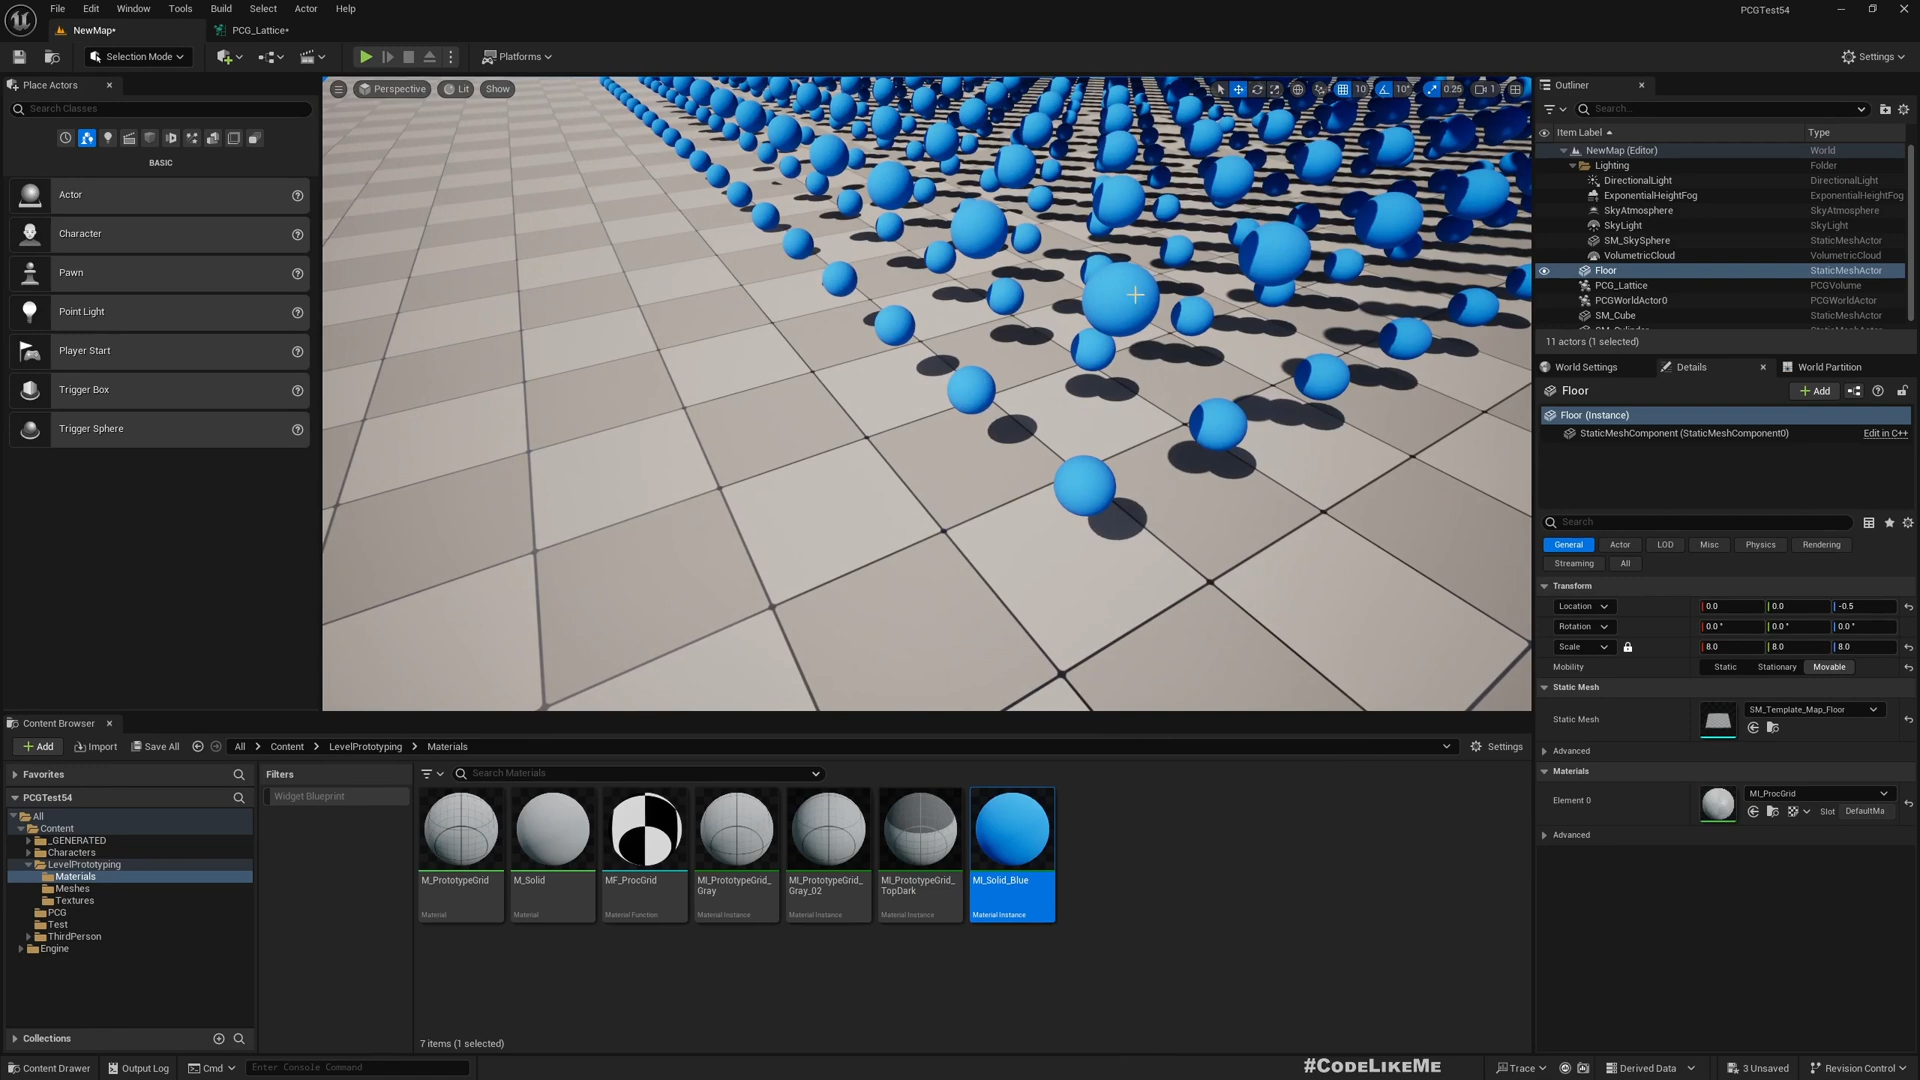 File Edit Window Tools Build Select Actor Help
PCGTest54
NewMap•
PCG_Lattice•
Selection Mode
Platforms
Settings
Place Actors
Search Classes
BASIC
Actor
Character
Pawn
Point Light
Player Start
Trigger Box
Trigger Sphere
Perspective
Lit
Show
10
10°
0.25
1
Outliner
Search...
Item Label
Type
NewMap (Editor)
World
Lighting
Folder
DirectionalLight
DirectionalLight
ExponentialHeightFog
ExponentialHeightFog
SkyAtmosphere
SkyAtmosphere
SkyLight
SkyLight
SM_SkySphere
StaticMeshActor
VolumetricCloud
VolumetricCloud
Floor
StaticMeshActor
PCG_Lattice
PCGVolume
PCGWorldActor0
PCGWorldActor
SM_Cube
StaticMeshActor
11 actors (1 selected)
World Settings
Details
World Partition
Floor
Add
Floor (Instance)
StaticMeshComponent (StaticMeshComponent0)
Edit in C++
Search
General
Actor
LOD
Misc
Physics
Rendering
Streaming
All
Transform
Location
0.0
0.0
-0.5
Rotation
0.0 °
0.0 °
0.0 °
Scale
8.0
8.0
8.0
Mobility
Static
Stationary
Movable
Static Mesh
Static Mesh
SM_Template_Map_Floor
Advanced
Materials
Element 0
MI_ProcGrid
Slot
DefaultMa
Advanced
Content Browser
Add
Import
Save All
All
Content
LevelPrototyping
Materials
Settings
Favorites
PCGTest54
All
Content
_GENERATED
Characters
LevelPrototyping
Materials
Meshes
Textures
PCG
Test
ThirdPerson
Engine
Collections
Filters
Widget Blueprint
Search Materials
M_PrototypeGrid
Material
M_Solid
Material
MF_ProcGrid
Material Function
MI_PrototypeGrid_
Gray
Material Instance
MI_PrototypeGrid_
Gray_02
Material Instance
MI_PrototypeGrid_
TopDark
Material Instance
MI_Solid_Blue
Material Instance
7 items (1 selected)
#CODELIKEME
Content Drawer
Output Log
Cmd
Enter Console Command
Trace
Derived Data
3 Unsaved
Revision Control